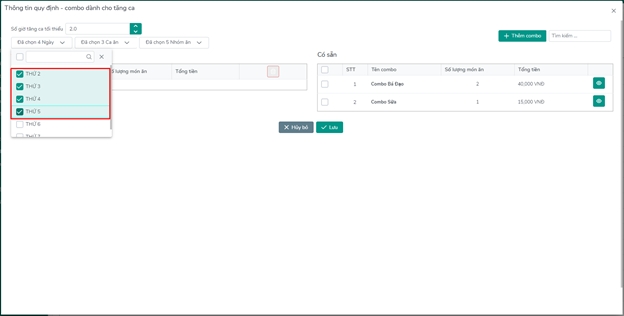 Thông tin quy định - combo dành cho tăng ca
Số giờ tăng ca tối thiểu 2.0
Đã chọn 4 Ngày Đã chọn 3 Ca ăn Đã chọn 5 Nhóm ăn
Thêm combo Tìm kiếm ...
THỨ 2
THỨ 3
THỨ 4
THỨ 5
THỨ 6
THỨ 7
Số lượng món ăn Tổng tiền
Có sẵn
STT Tên combo Số lượng món ăn Tổng tiền
1 Combo Đá Đạo 2 40,000 VNĐ
2 Combo Sữa 1 15,000 VNĐ
Hủy bỏ Lưu